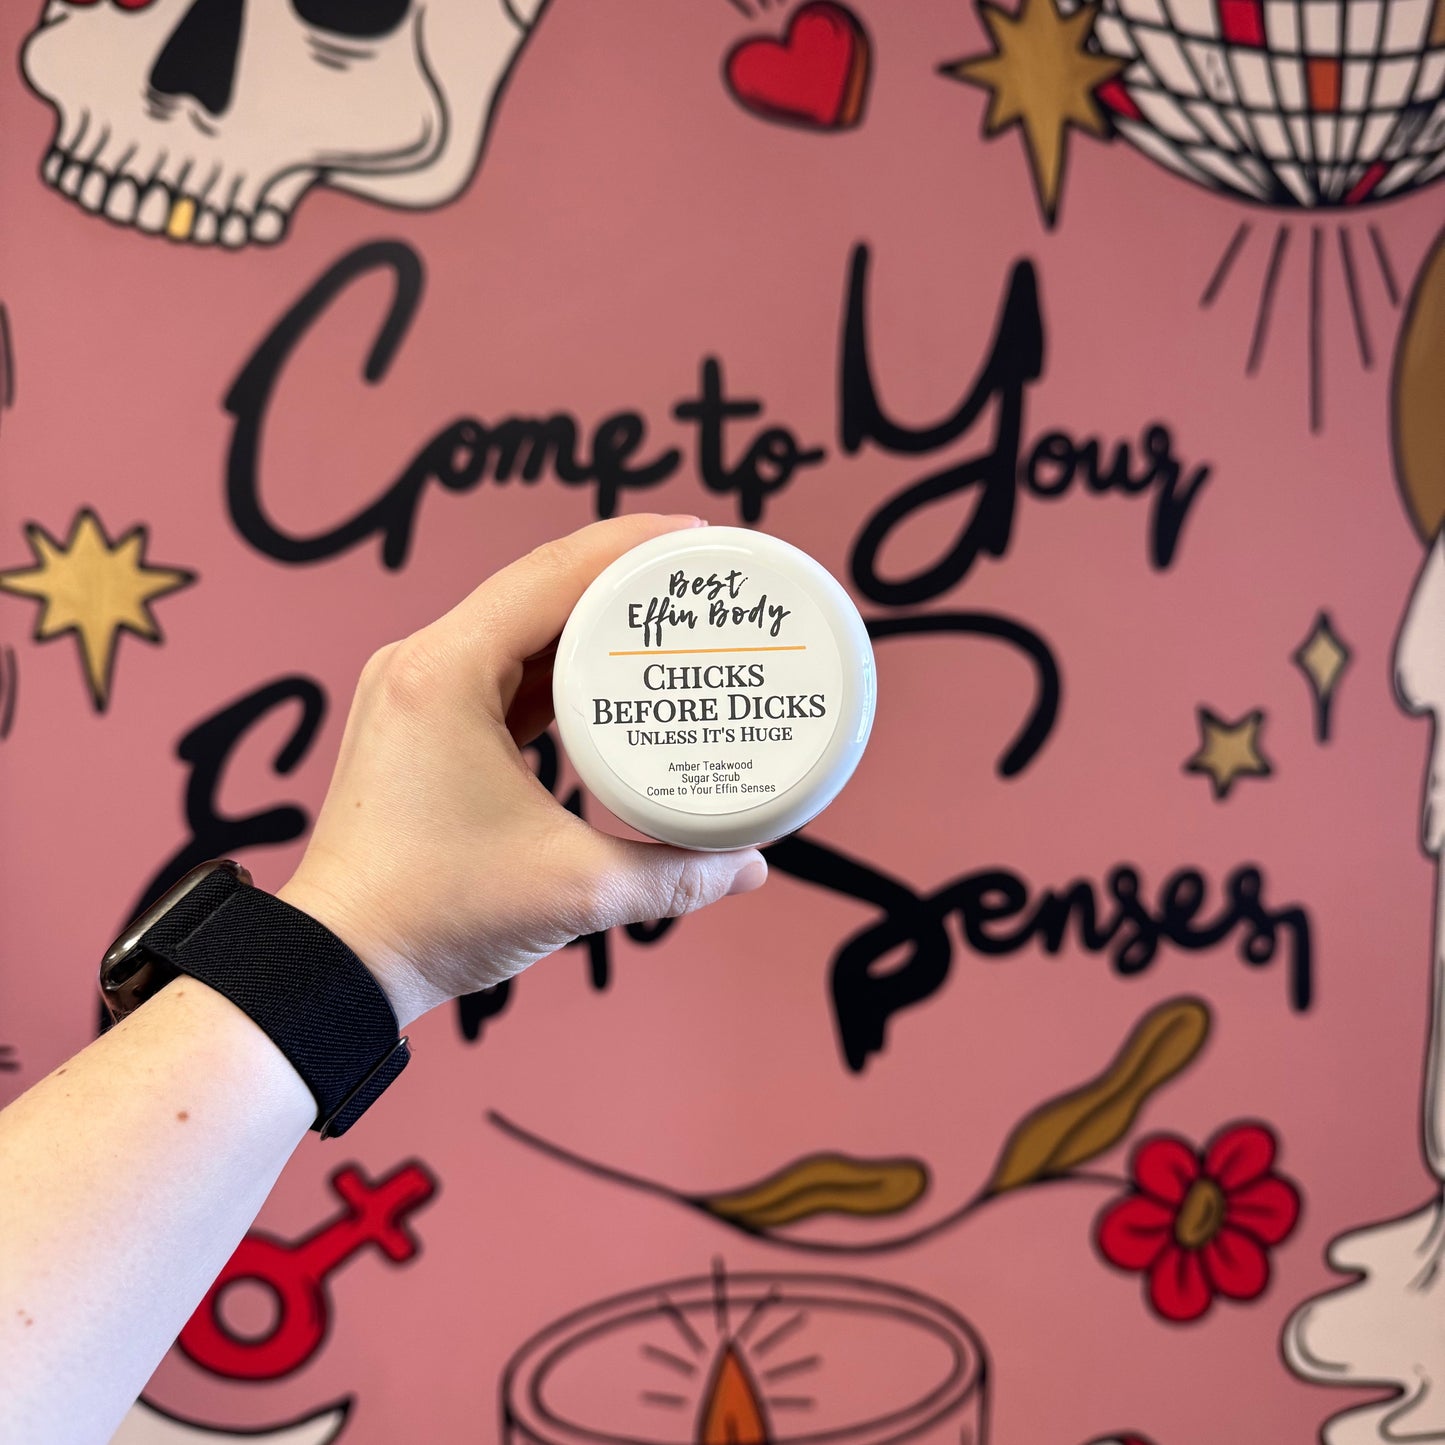 Come to Your
Senses
Best
Effin Body
CHICKS
BEFORE DICKS
UNLESS IT'S HUGE
Amber Teakwood
Sugar Scrub
Come to Your Effin Senses